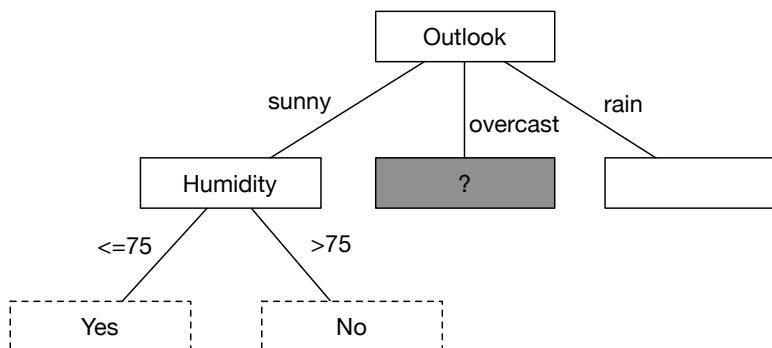 Outlook
sunny
overcast
rain
Humidity
?
<=75
>75
Yes
No